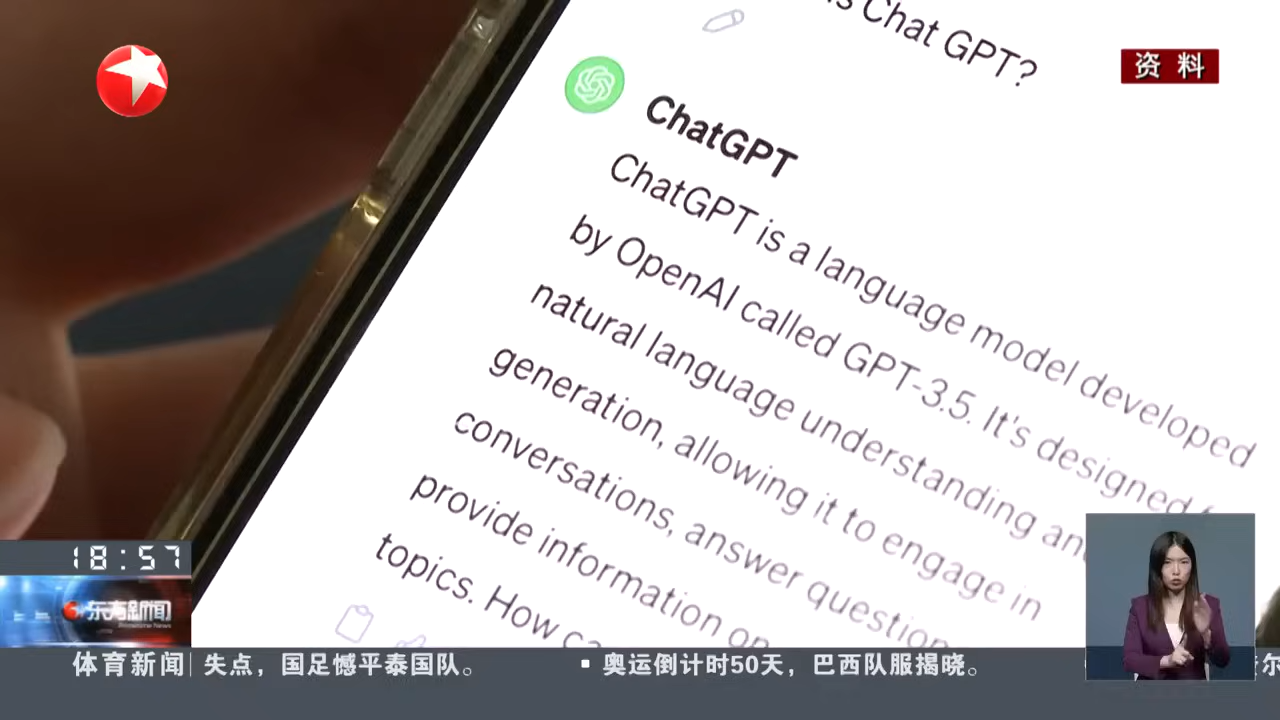 is Chat GPT?
资料
ChatGPT
ChatGPT is a language model developed
by OpenAI called GPT-3.5. It's designed
natural language understanding
generation, allowing it to engage in
conversations, answer
provide information on
topics. How
18:57
东方新闻
体育新闻 失点，国足憾平泰国队。 ■ 奥运倒计时50天，巴西队服揭晓。